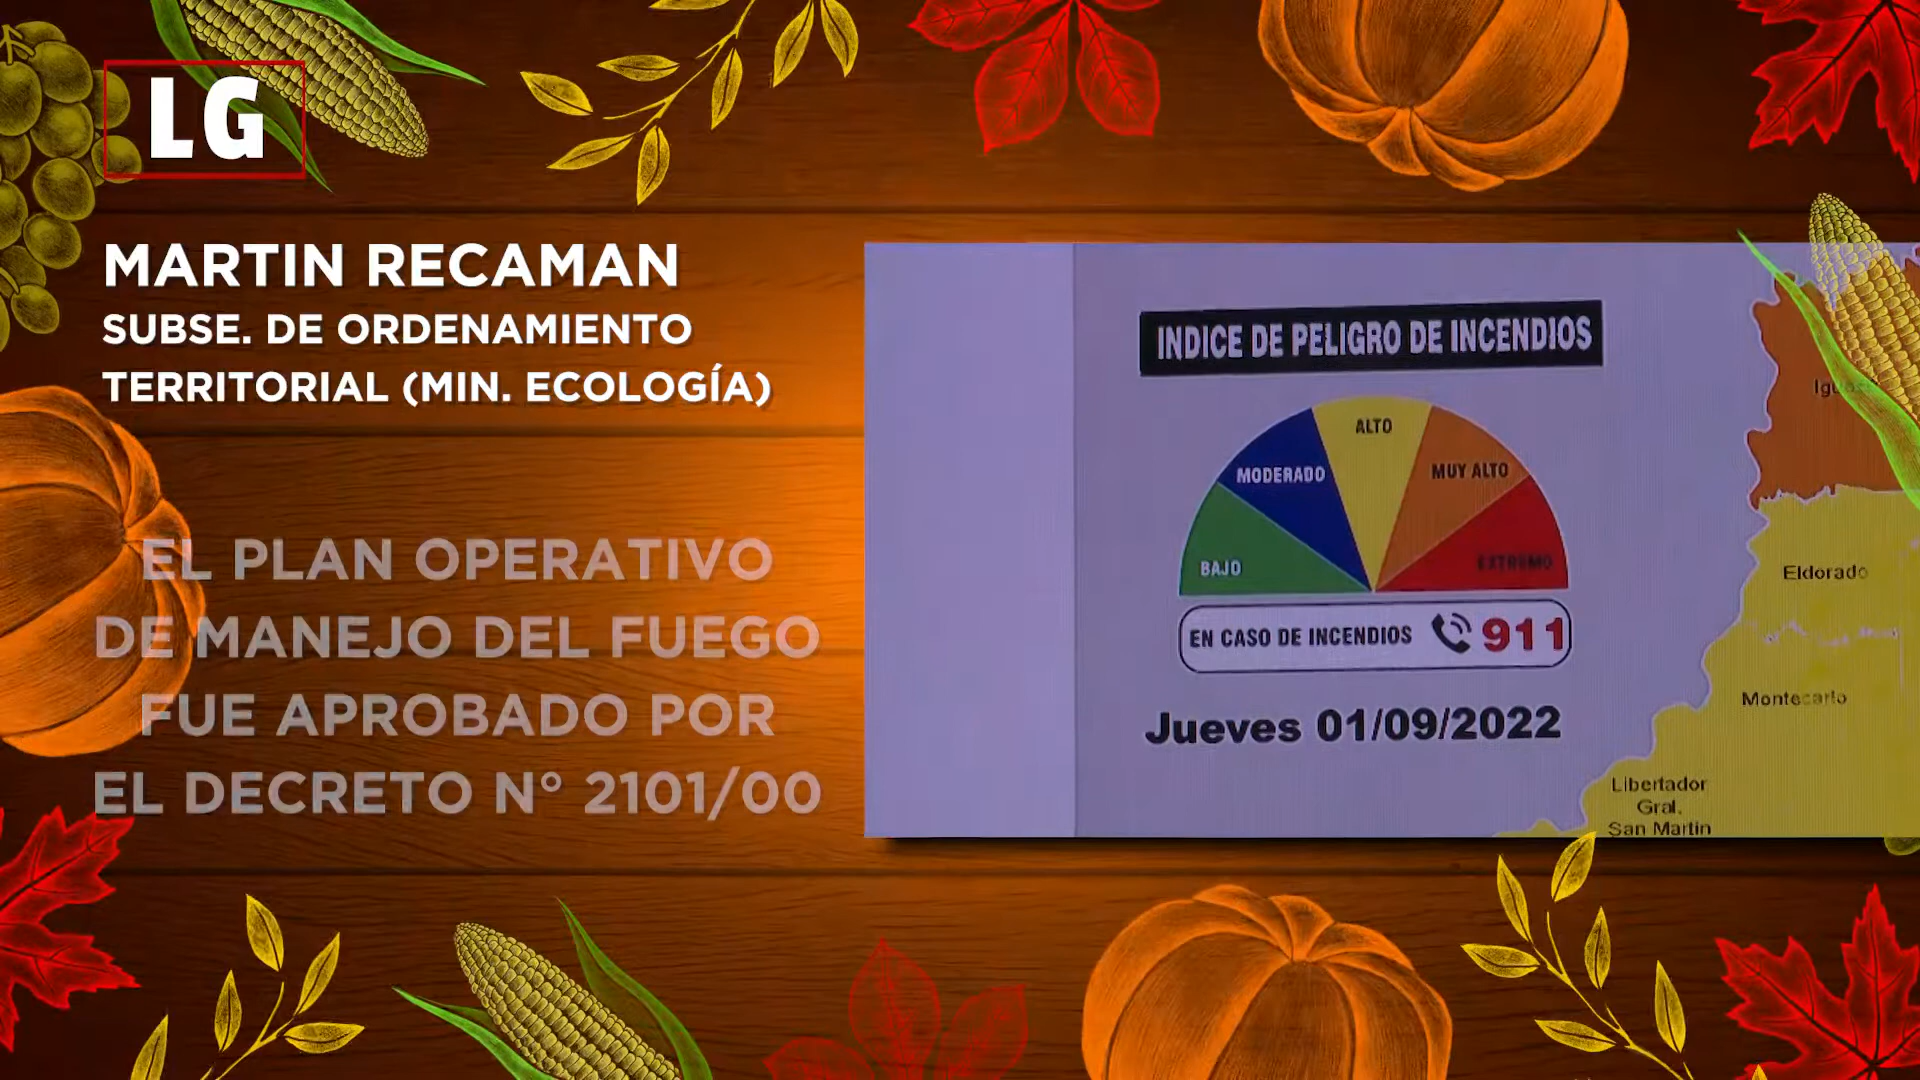 LG
MARTIN RECAMAN
SUBSE. DE ORDENAMIENTO
TERRITORIAL (MIN. ECOLOGÍA)
EL PLAN OPERATIVO
DE MANEJO DEL FUEGO
FUE APROBADO POR
EL DECRETO N° 2101/00
INDICE DE PELIGRO DE INCENDIOS
BAJO
MODERADO
ALTO
MUY ALTO
EXTREMO
EN CASO DE INCENDIOS 911
Jueves 01/09/2022
Eldorado
Montecarlo
Libertador
Gral.
San Martin